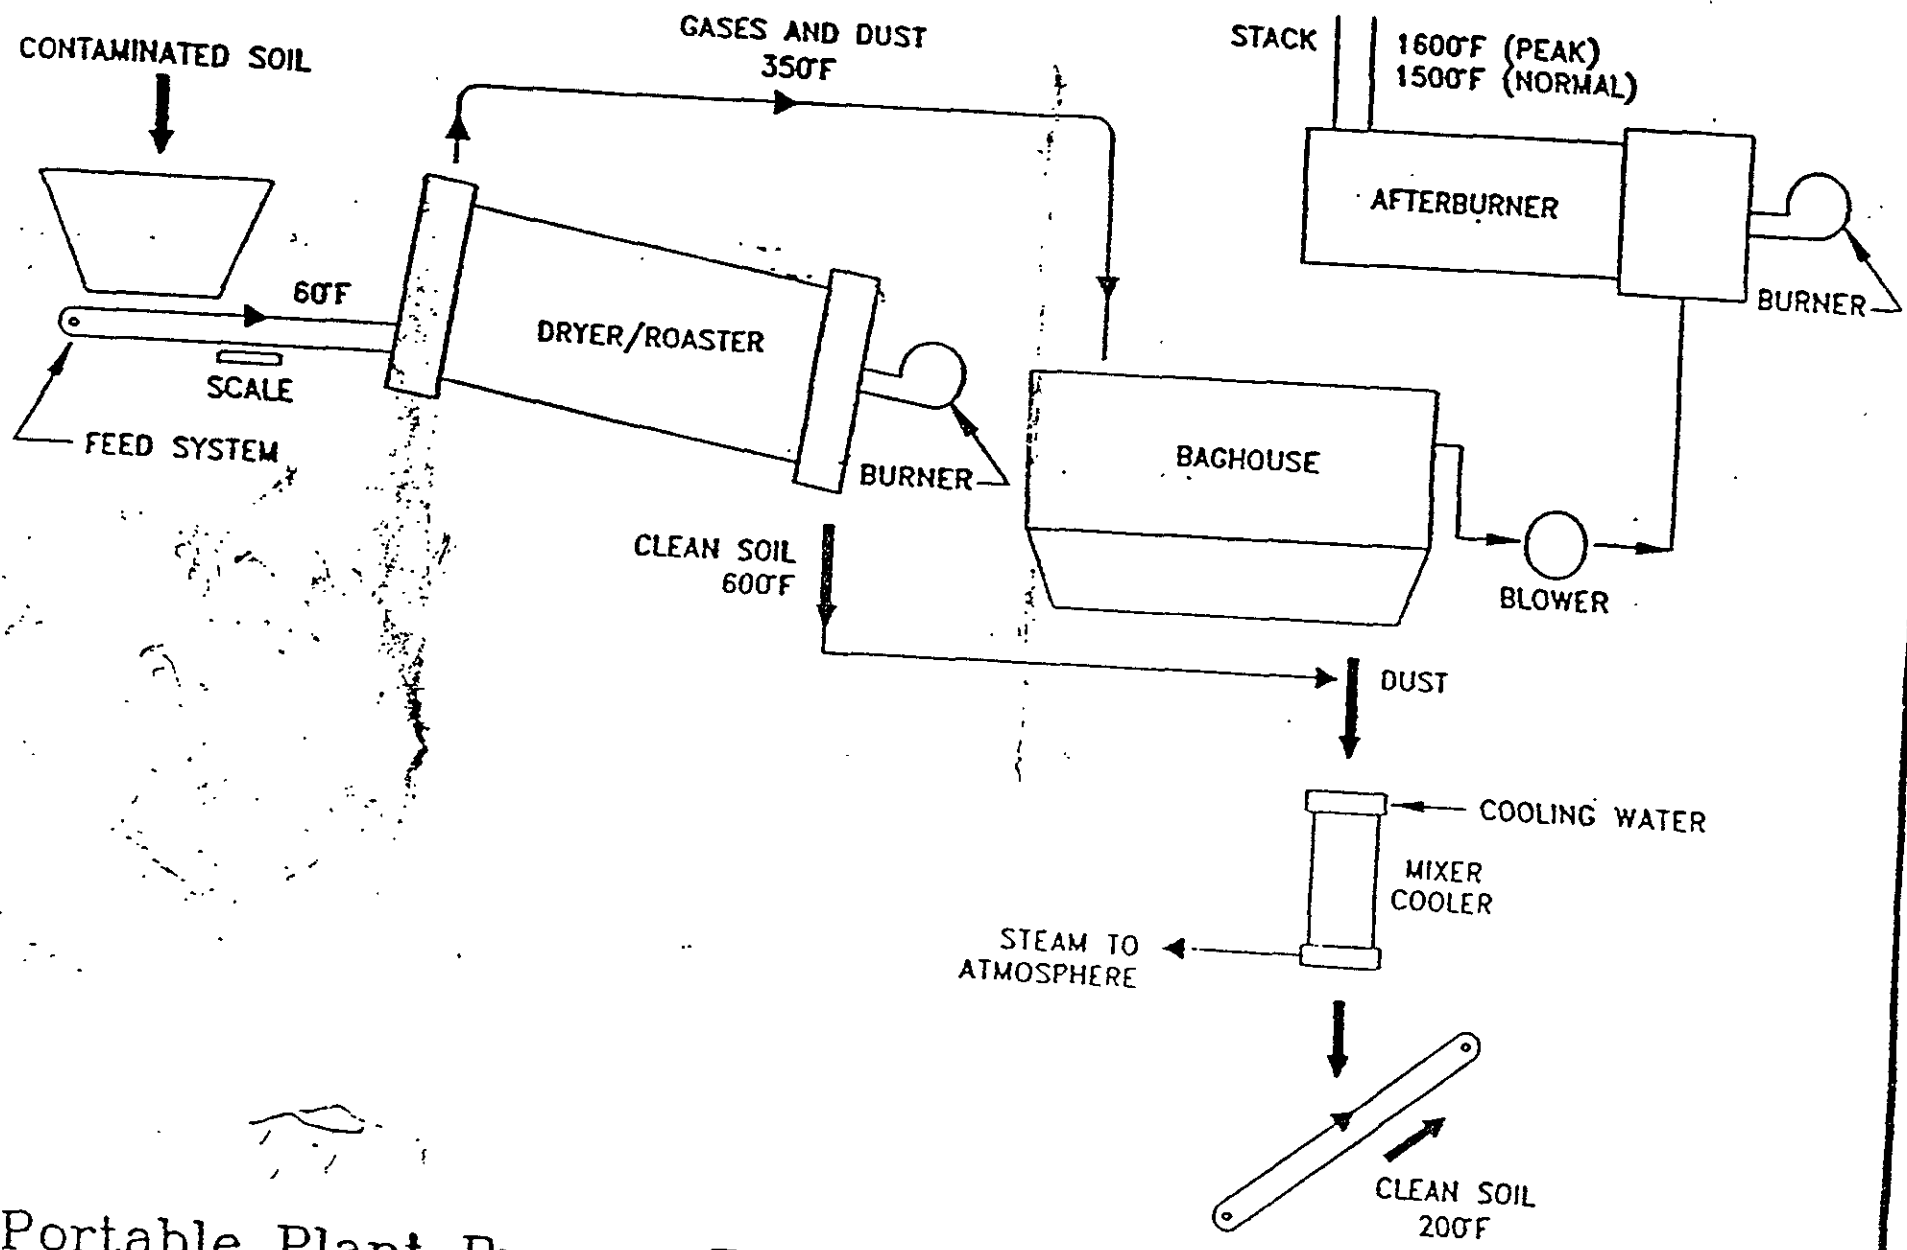 CONTAMINATED SOIL
GASES AND DUST
350°F
STACK
1600°F (PEAK)
1500°F (NORMAL)
AFTERBURNER
BURNER
60°F
SCALE
FEED SYSTEM
DRYER/ROASTER
BURNER
BAGHOUSE
BLOWER
CLEAN SOIL
600°F
DUST
COOLING WATER
MIXER
COOLER
STEAM TO
ATMOSPHERE
CLEAN SOIL
200°F
Portable Plant